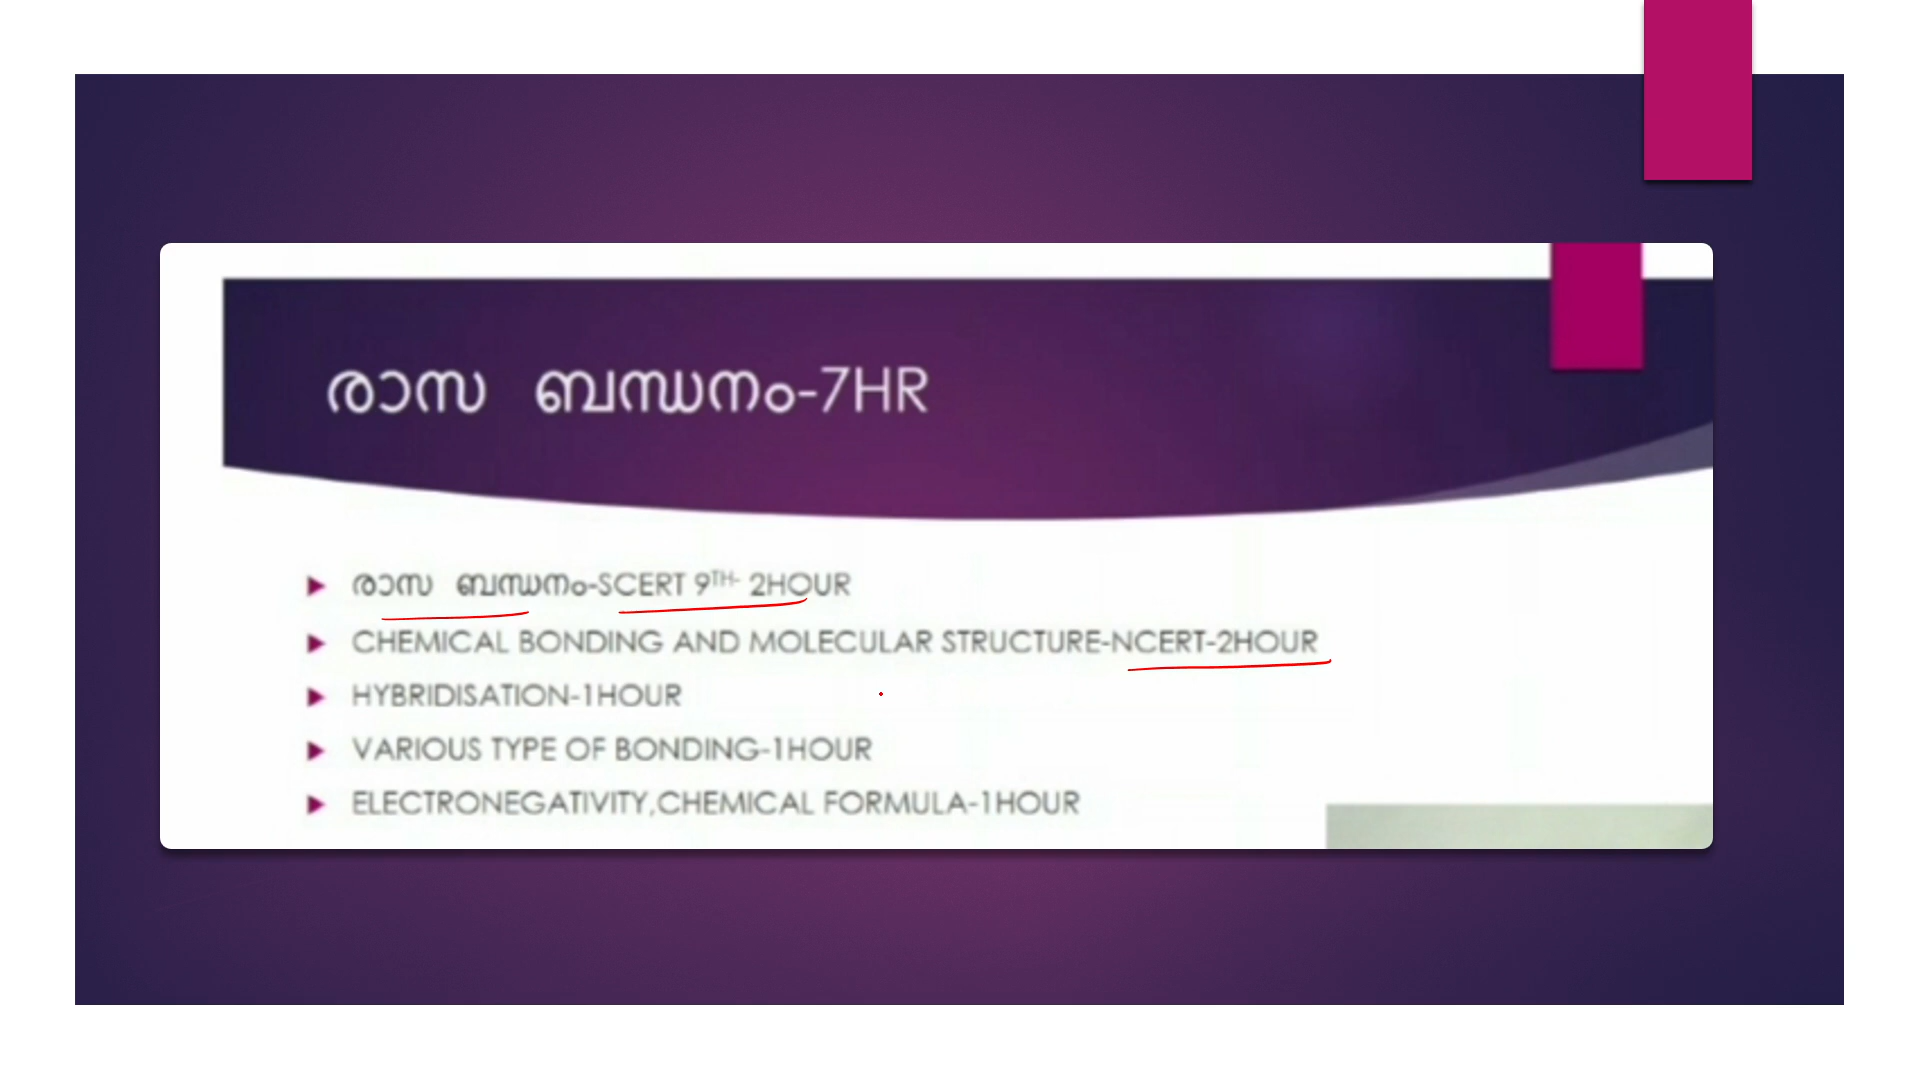 രാസ ബന്ധനം-7HR
രാസ ബന്ധനം-SCERT 9TH- 2HOUR
CHEMICAL BONDING AND MOLECULAR STRUCTURE-NCERT-2HOUR
HYBRIDISATION-1HOUR
VARIOUS TYPE OF BONDING-1HOUR
ELECTRONEGATIVITY,CHEMICAL FORMULA-1HOUR